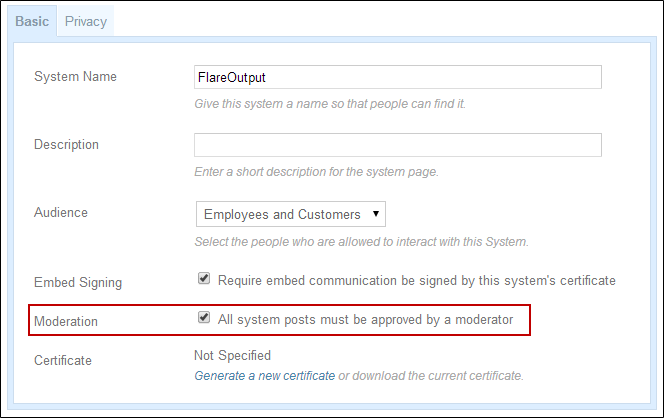 Basic Privacy
System Name FlareOutput
Give this system a name so that people can find it.
Description
Enter a short description for the system page.
Audience Employees and Customers
Select the people who are allowed to interact with this System.
Embed Signing Require embed communication be signed by this system's certificate
Moderation All system posts must be approved by a moderator
Certificate Not Specified
Generate a new certificate or download the current certificate.